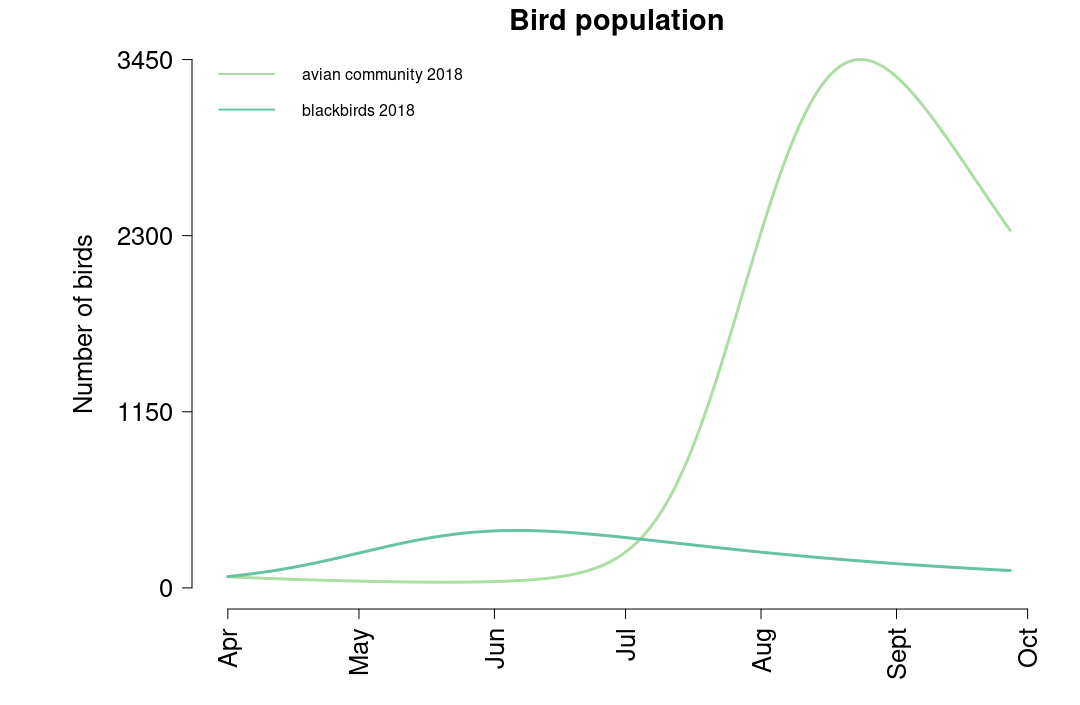 Bird population
avian community 2018
blackbirds 2018
Number of birds
3450
2300
1150
0
Apr
May
Jun
Jul
Aug
Sept
Oct